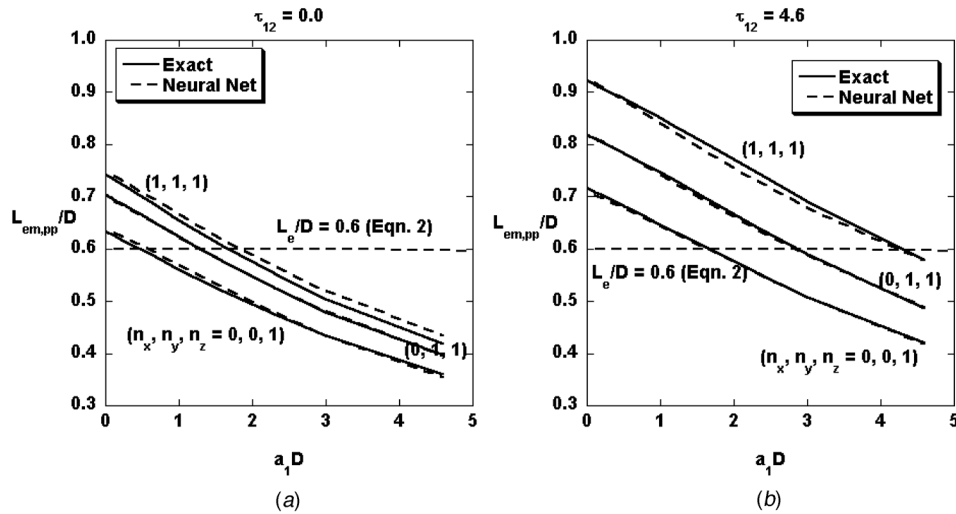 τ12 = 0.0
1.0
0.9
0.8
0.7
0.6
0.5
0.4
0.3
Lem,pp/D
Exact
Neural Net
(1, 1, 1)
Le/D = 0.6 (Eqn. 2)
(nx, ny, nz = 0, 0, 1)
(0, 1, 1)
0 1 2 3 4 5
a1D
(a)
τ12 = 4.6
1.0
0.9
0.8
0.7
0.6
0.5
0.4
0.3
Lem,pp/D
Exact
Neural Net
(1, 1, 1)
Le/D = 0.6 (Eqn. 2)
(0, 1, 1)
(nx, ny, nz = 0, 0, 1)
0 1 2 3 4 5
a1D
(b)